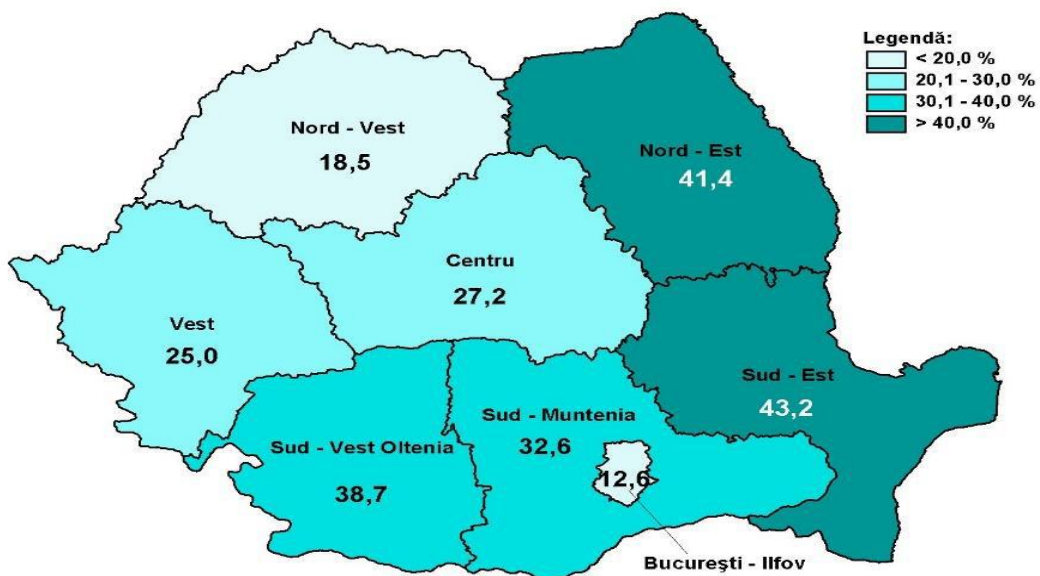 Legendă:
< 20,0 %
20,1 - 30,0 %
30,1 - 40,0 %
> 40,0 %
Nord - Vest
18,5
Nord - Est
41,4
Centru
27,2
Vest
25,0
Sud - Est
43,2
Sud - Muntenia
32,6
Sud - Vest Oltenia
38,7
12,6
Bucureşti - Ilfov